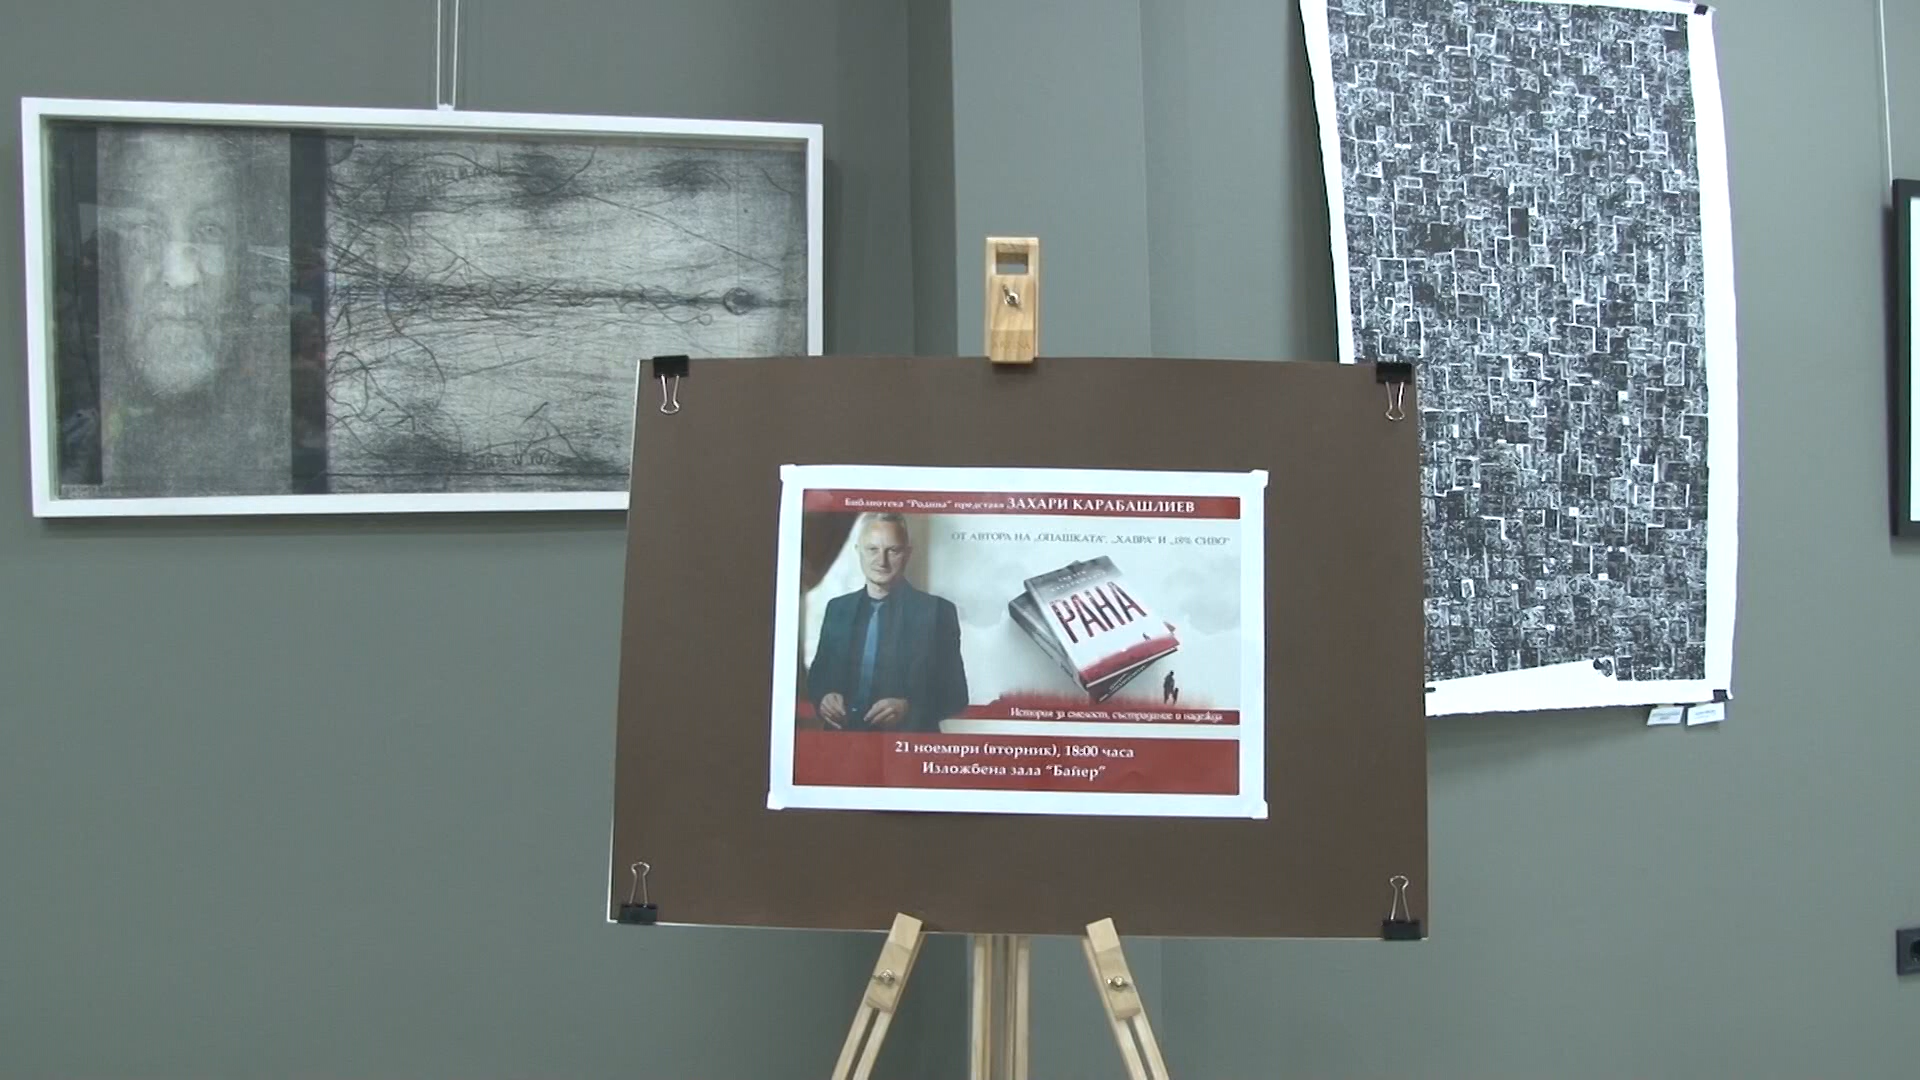 Библиотека "Родина" представя ЗАХАРИ КАРАБАШЛИЕВ
ОТ АВТОРА НА „ОПАШКАТА“, „ХАВРА“ И „18% СИВО“
РАНА
История за смелост, състрадание и надежда
21 ноември (вторник), 18:00 часа
Изложбена зала "Байер"